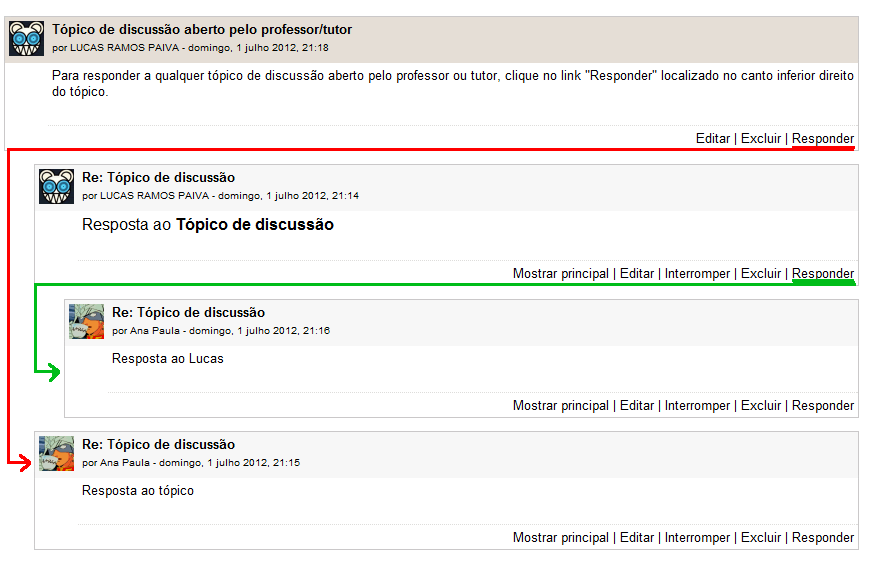 Tópico de discussão aberto pelo professor/tutor
por LUCAS RAMOS PAIVA - domingo, 1 julho 2012, 21:18
Para responder a qualquer tópico de discussão aberto pelo professor ou tutor, clique no link "Responder" localizado no canto inferior direito
do tópico.
Editar | Excluir | Responder
Re: Tópico de discussão
por LUCAS RAMOS PAIVA - domingo, 1 julho 2012, 21:14
Resposta ao Tópico de discussão
Mostrar principal | Editar | Interromper | Excluir | Responder
Re: Tópico de discussão
por Ana Paula - domingo, 1 julho 2012, 21:16
Resposta ao Lucas
Mostrar principal | Editar | Interromper | Excluir | Responder
Re: Tópico de discussão
por Ana Paula - domingo, 1 julho 2012, 21:15
Resposta ao tópico
Mostrar principal | Editar | Interromper | Excluir | Responder